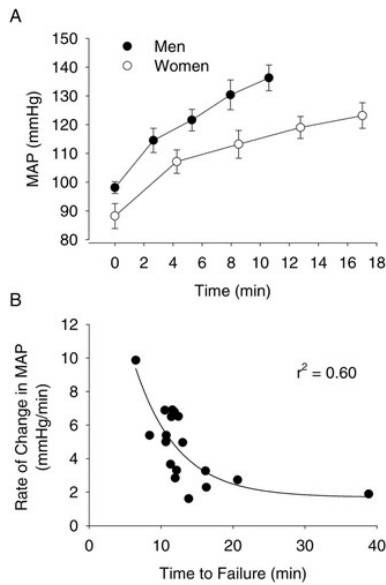 A
Men
Women
150
140
130
120
110
100
90
80
MAP (mmHg)
0 2 4 6 8 10 12 14 16 18
Time (min)
B
12
10
8
6
4
2
0
Rate of Change in MAP
(mmHg/min)
r² = 0.60
0 10 20 30 40
Time to Failure (min)